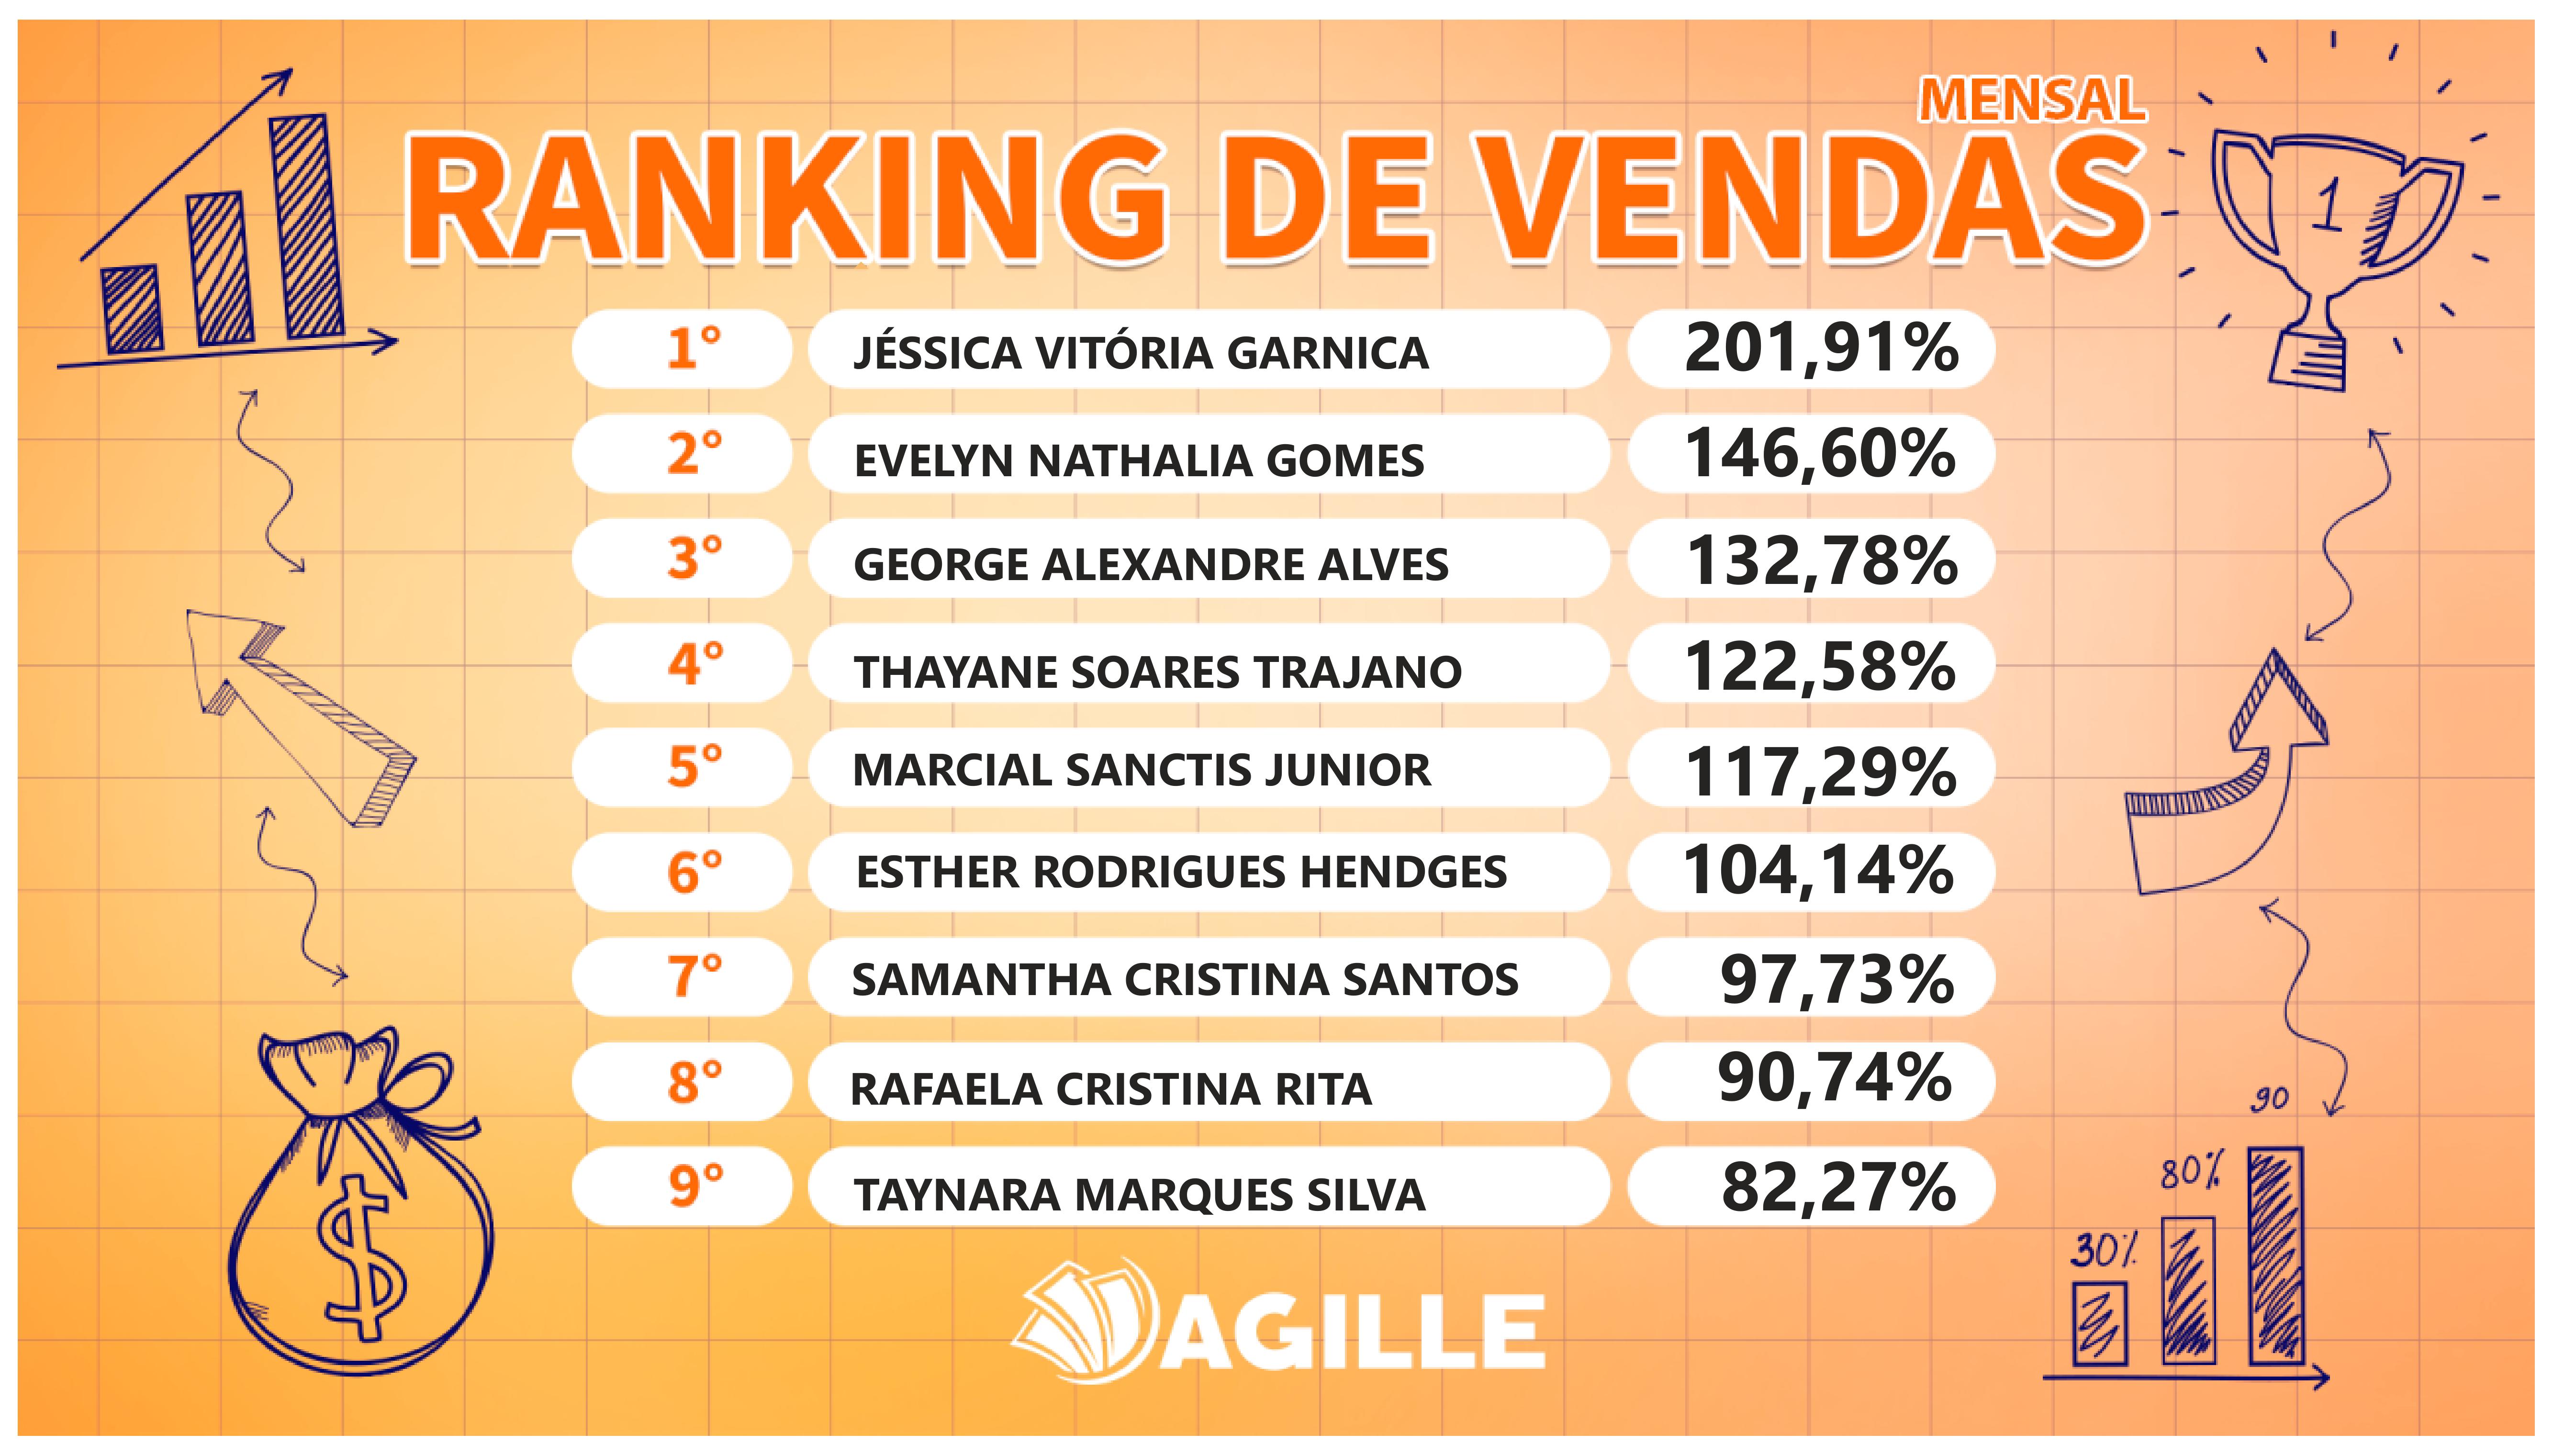 MENSAL
RANKING DE VENDAS
1
1° JÉSSICA VITÓRIA GARNICA 201,91%
2° EVELYN NATHALIA GOMES 146,60%
3° GEORGE ALEXANDRE ALVES 132,78%
4° THAYANE SOARES TRAJANO 122,58%
5° MARCIAL SANCTIS JUNIOR 117,29%
6° ESTHER RODRIGUES HENDGES 104,14%
7° SAMANTHA CRISTINA SANTOS 97,73%
8° RAFAELA CRISTINA RITA 90,74%
9° TAYNARA MARQUES SILVA 82,27%
$
90
80%
30%
AGILLE